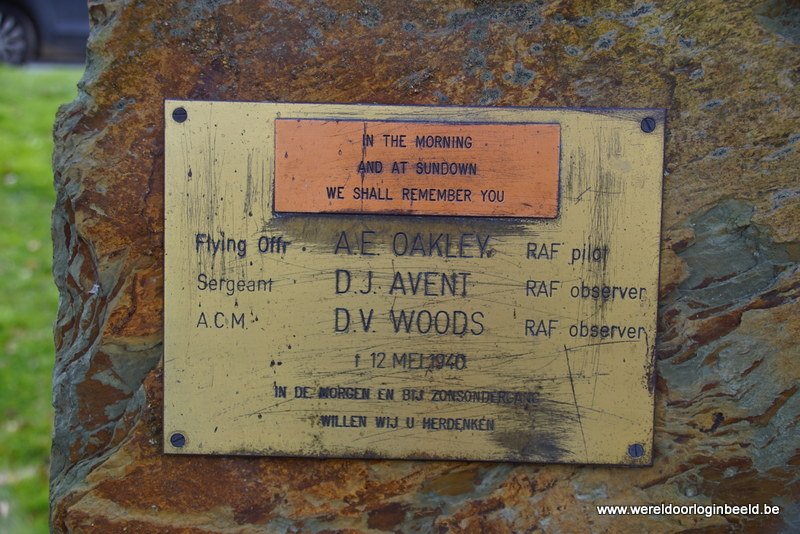 IN THE MORNING
AND AT SUNDOWN
WE SHALL REMEMBER YOU
Flying Offr A.E. OAKLEY. RAF pilot
Sergeant D.J. AVENT RAF observer
A.C.M. D.V. WOODS RAF observer
† 12 MEI 1940
IN DE MORGEN EN BIJ ZONSONDERGANG
WILLEN WIJ U HERDENKEN
www.wereldoorloginbeeld.be